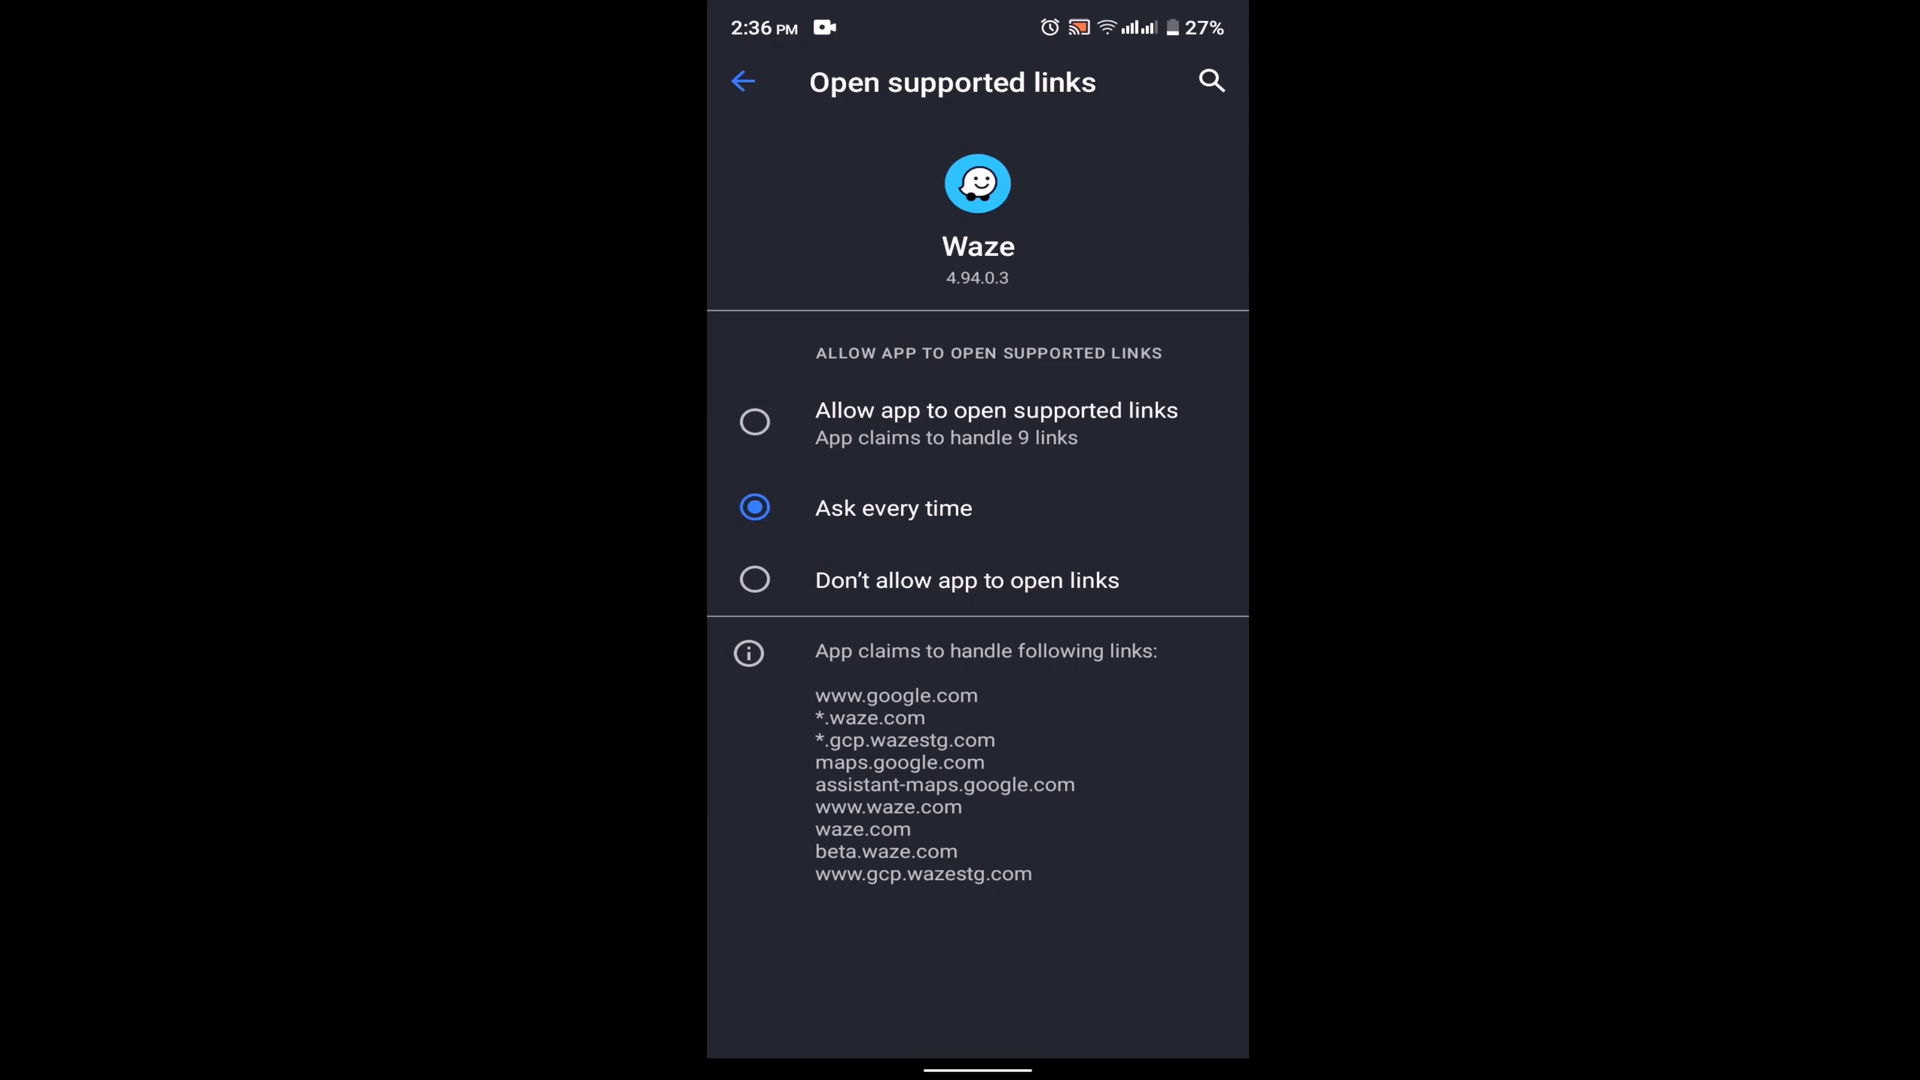 2:36 PM
27%
Open supported links
Waze
4.94.0.3
ALLOW APP TO OPEN SUPPORTED LINKS
Allow app to open supported links
App claims to handle 9 links
Ask every time
Don’t allow app to open links
App claims to handle following links:
www.google.com
*.waze.com
*.gcp.wazestg.com
maps.google.com
assistant-maps.google.com
www.waze.com
waze.com
beta.waze.com
www.gcp.wazestg.com